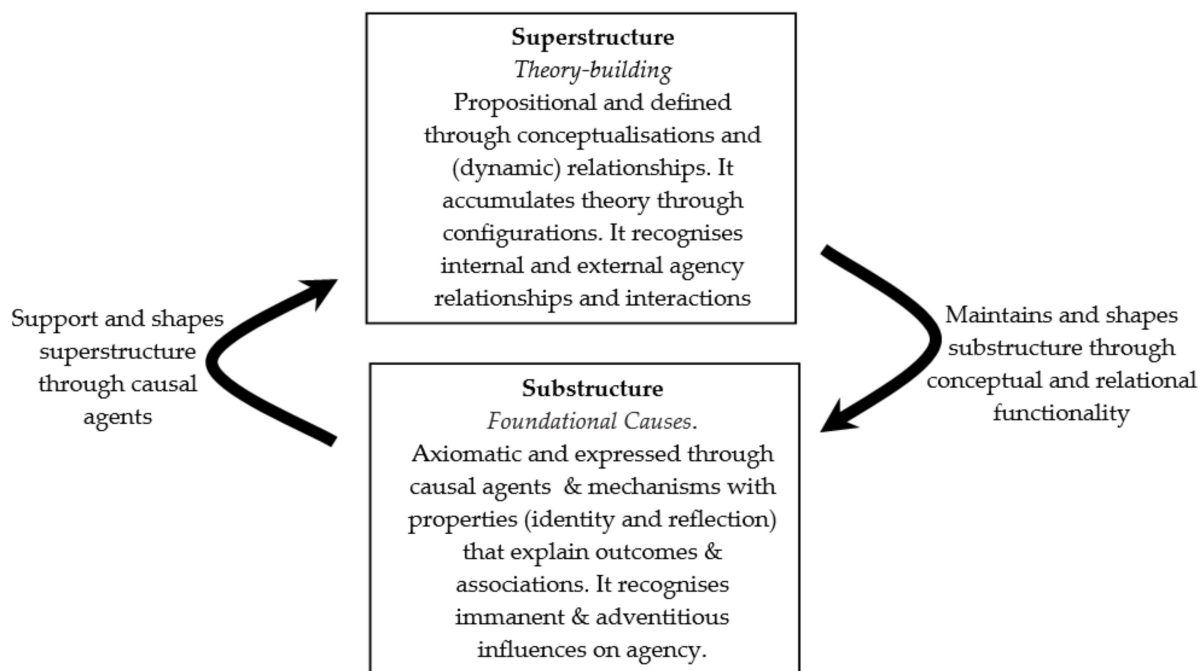 Superstructure
Theory-building
Propositional and defined
through conceptualisations and
(dynamic) relationships. It
accumulates theory through
configurations. It recognises
internal and external agency
relationships and interactions
Support and shapes
superstructure
through causal
agents
Maintains and shapes
substructure through
conceptual and relational
functionality
Substructure
Foundational Causes.
Axiomatic and expressed through
causal agents & mechanisms with
properties (identity and reflection)
that explain outcomes &
associations. It recognises
immanent & adventitious
influences on agency.